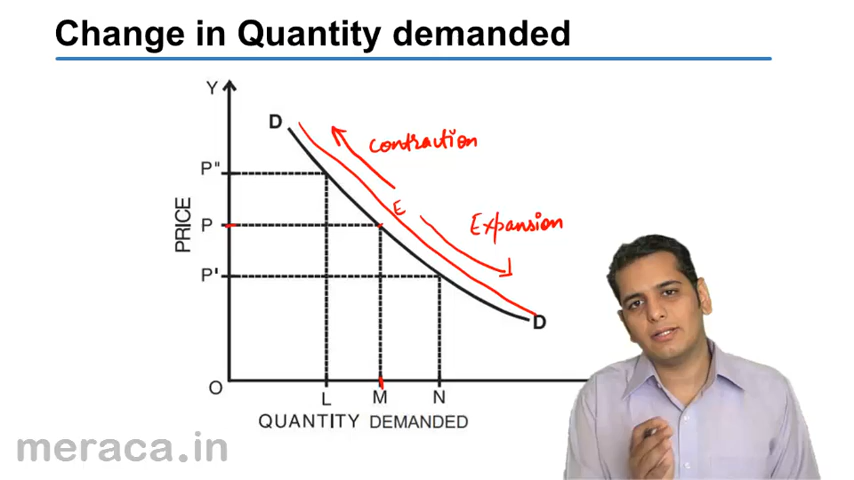 Change in Quantity demanded
Y
D
contraction
P"
E
Expansion
PRICE
P
P'
D
O
L M N
QUANTITY DEMANDED
meraca.in